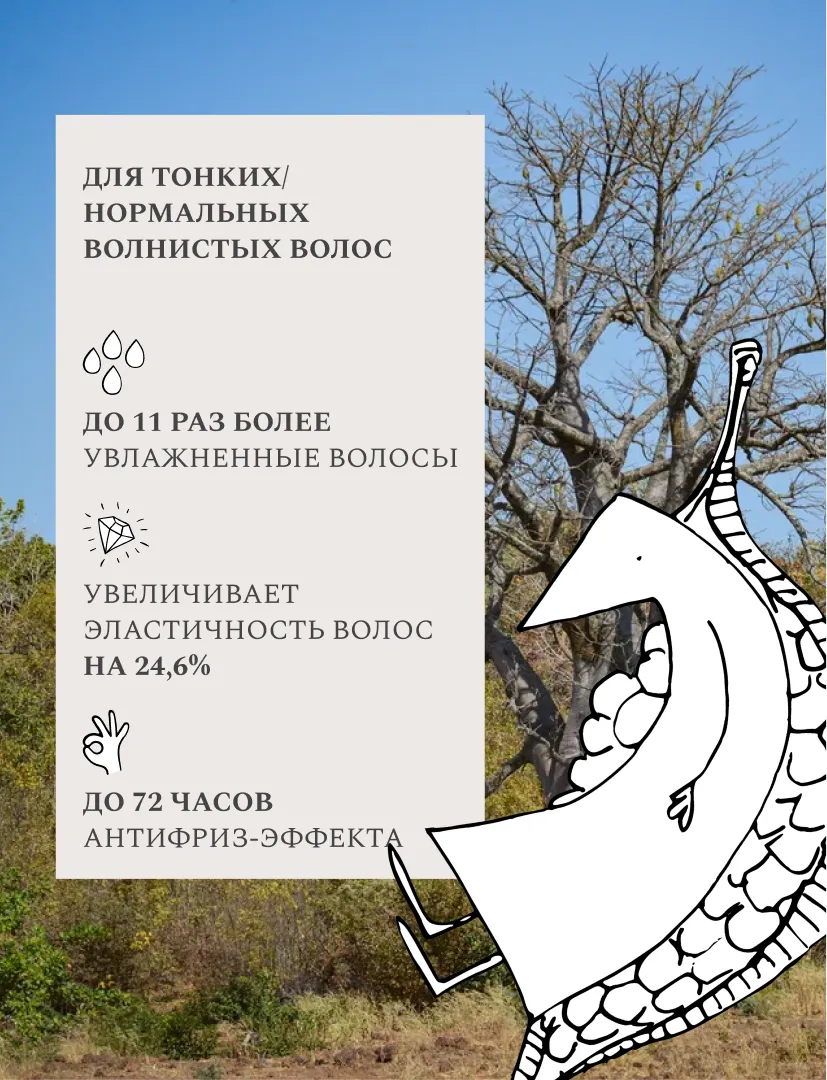 ДЛЯ ТОНКИХ/
НОРМАЛЬНЫХ
ВОЛНИСТЫХ ВОЛОС
ДО 11 РАЗ БОЛЕЕ
УВЛАЖНЕННЫЕ ВОЛОСЫ
УВЕЛИЧИВАЕТ
ЭЛАСТИЧНОСТЬ ВОЛОС
НА 24,6%
ДО 72 ЧАСОВ
АНТИФРИЗ-ЭФФЕКТА